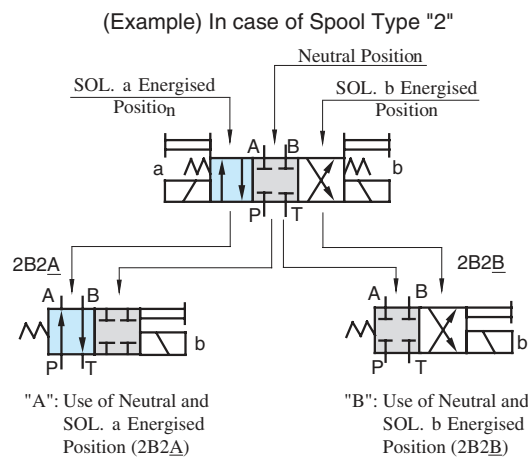 (Example) In case of Spool Type "2"
Neutral Position
SOL. a Energised
Position
SOL. b Energised
Position
A B
a
b
P T
2B2A
2B2B
A B
b
P T
A B
b
P T
"A": Use of Neutral and
SOL. a Energised
Position (2B2A)
"B": Use of Neutral and
SOL. b Energised
Position (2B2B)